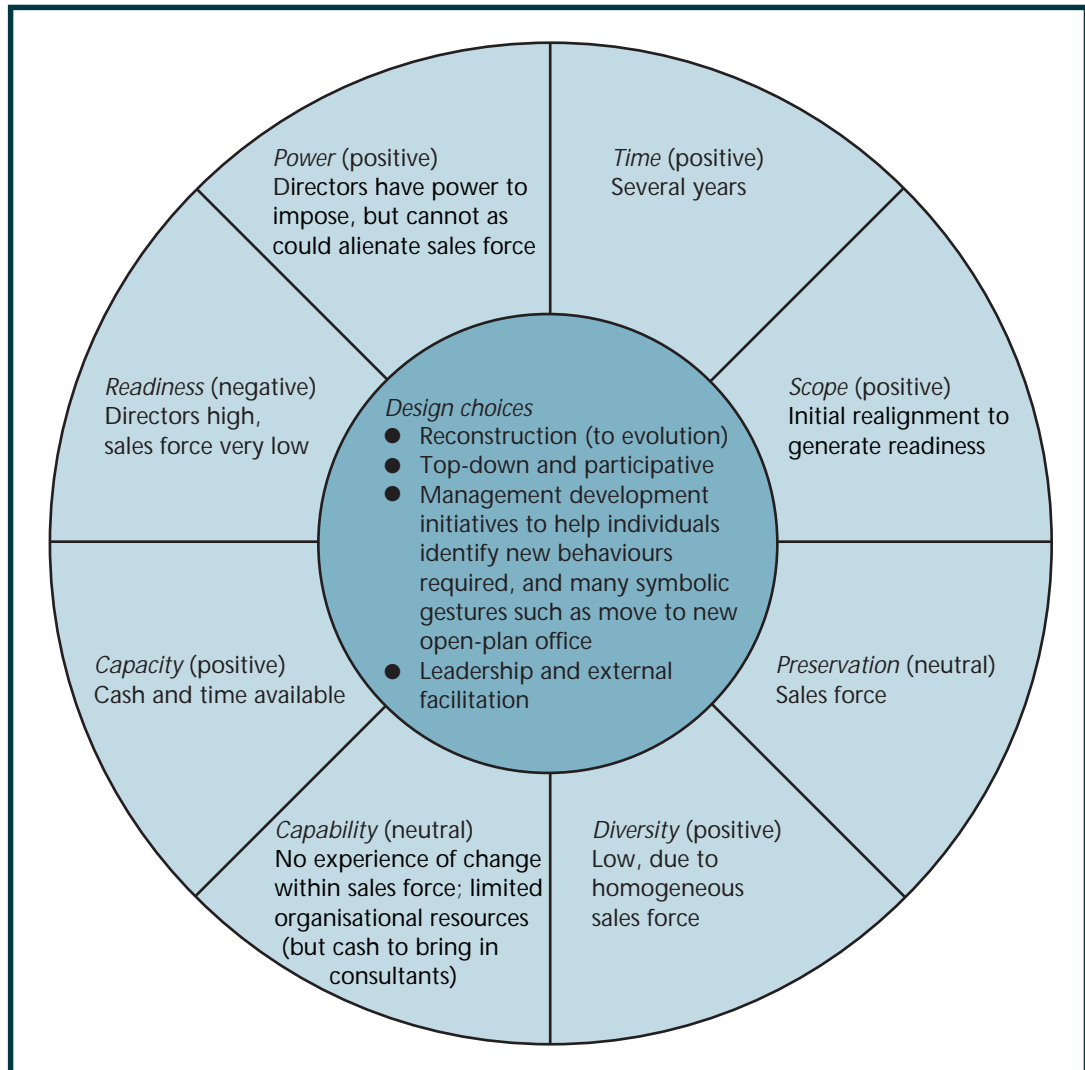 Power (positive)
Directors have power to
impose, but cannot as
could alienate sales force
Time (positive)
Several years
Scope (positive)
Initial realignment to
generate readiness
Preservation (neutral)
Sales force
Diversity (positive)
Low, due to
homogeneous
sales force
Capability (neutral)
No experience of change
within sales force; limited
organisational resources
(but cash to bring in
consultants)
Capacity (positive)
Cash and time available
Readiness (negative)
Directors high,
sales force very low
Design choices
● Reconstruction (to evolution)
● Top-down and participative
● Management development
initiatives to help individuals
identify new behaviours
required, and many symbolic
gestures such as move to new
open-plan office
● Leadership and external
facilitation